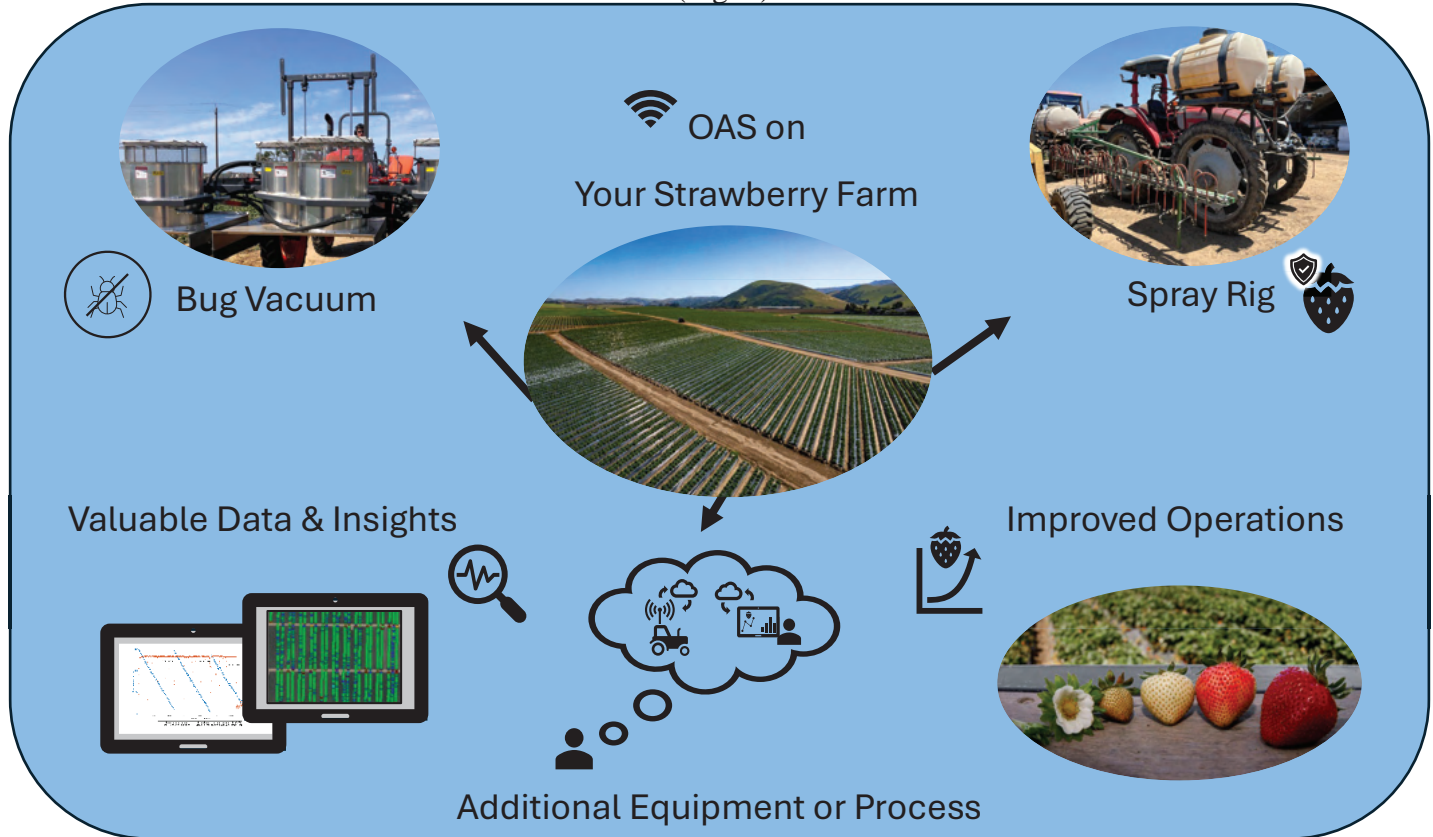 OAS on
Your Strawberry Farm
Bug Vacuum
Spray Rig
Valuable Data & Insights
Improved Operations
Additional Equipment or Process